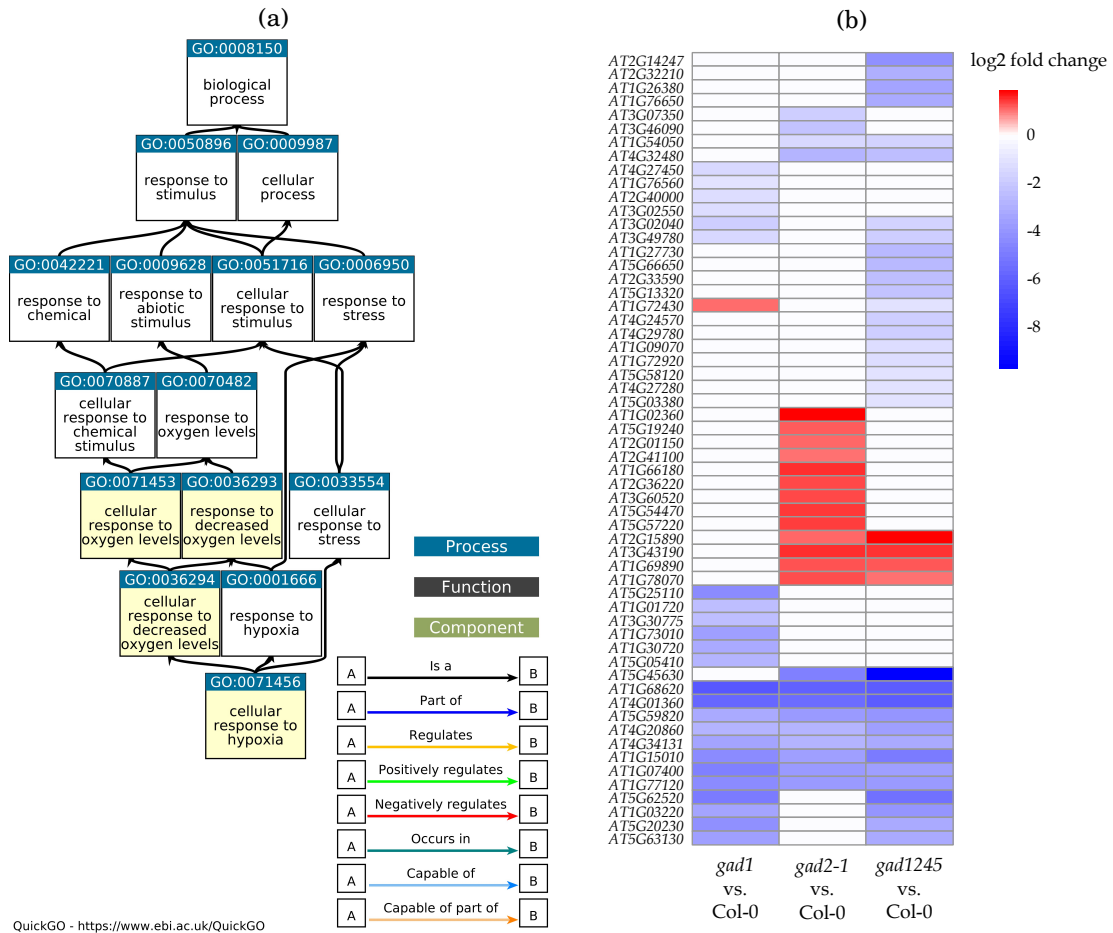 (a)
GO:0008150
biological
process
GO:0050896
response to
stimulus
GO:0009987
cellular
process
GO:0042221
response to
chemical
GO:0009628
response to
abiotic
stimulus
GO:0051716
cellular
response to
stimulus
GO:0006950
response to
stress
GO:0070887
cellular
response to
chemical
stimulus
GO:0070482
response to
oxygen levels
GO:0071453
cellular
response to
oxygen levels
GO:0036293
response to
decreased
oxygen levels
GO:0033554
cellular
response to
stress
GO:0036294
cellular
response to
decreased
oxygen levels
GO:0001666
response to
hypoxia
GO:0071456
cellular
response to
hypoxia
Process
Function
Component
A Is a B
A Part of B
A Regulates B
A Positively regulates B
A Negatively regulates B
A Occurs in B
A Capable of B
A Capable of part of B
QuickGO - https://www.ebi.ac.uk/QuickGO
(b)
AT2G14247
AT2G32210
AT1G26380
AT1G76650
AT3G07350
AT3G46090
AT1G54050
AT4G32480
AT4G27450
AT1G76560
AT2G40000
AT3G02550
AT3G02040
AT3G49780
AT1G27730
AT5G66650
AT2G33590
AT5G13320
AT1G72430
AT4G24570
AT4G29780
AT1G09070
AT1G72920
AT5G58120
AT4G27280
AT5G03380
AT1G02360
AT5G19240
AT2G01150
AT2G41100
AT1G66180
AT2G36220
AT3G60520
AT5G54470
AT5G57220
AT2G15890
AT3G43190
AT1G69890
AT1G78070
AT5G25110
AT1G01720
AT3G30775
AT1G73010
AT1G30720
AT5G05410
AT5G45630
AT1G68620
AT4G01360
AT5G59820
AT4G20860
AT4G34131
AT1G15010
AT1G07400
AT1G77120
AT5G62520
AT1G03220
AT5G20230
AT5G63130
gad1
vs.
Col-0
gad2-1
vs.
Col-0
gad1245
vs.
Col-0
log2 fold change
0
-2
-4
-6
-8